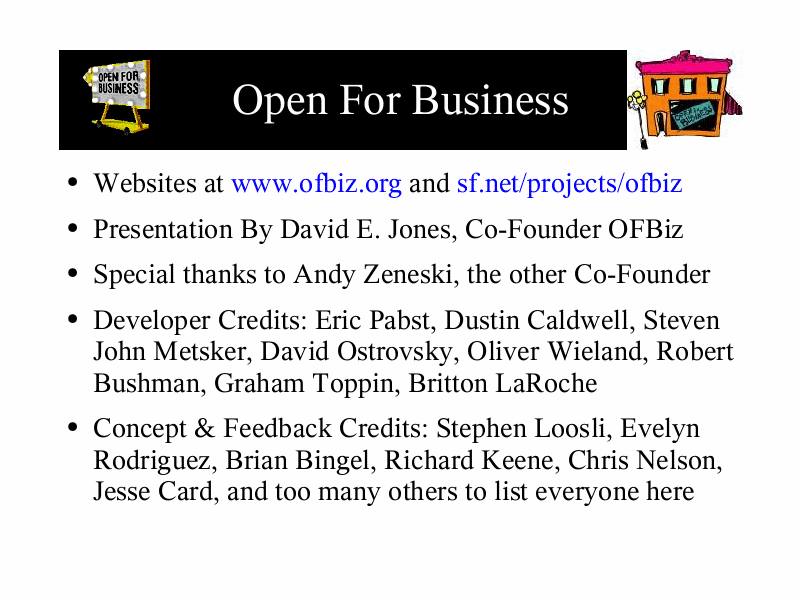 OPEN FOR
BUSINESS
Open For Business
• Websites at www.ofbiz.org and sf.net/projects/ofbiz
• Presentation By David E. Jones, Co-Founder OFBiz
• Special thanks to Andy Zeneski, the other Co-Founder
• Developer Credits: Eric Pabst, Dustin Caldwell, Steven
John Metsker, David Ostrovsky, Oliver Wieland, Robert
Bushman, Graham Toppin, Britton LaRoche
• Concept & Feedback Credits: Stephen Loosli, Evelyn
Rodriguez, Brian Bingel, Richard Keene, Chris Nelson,
Jesse Card, and too many others to list everyone here